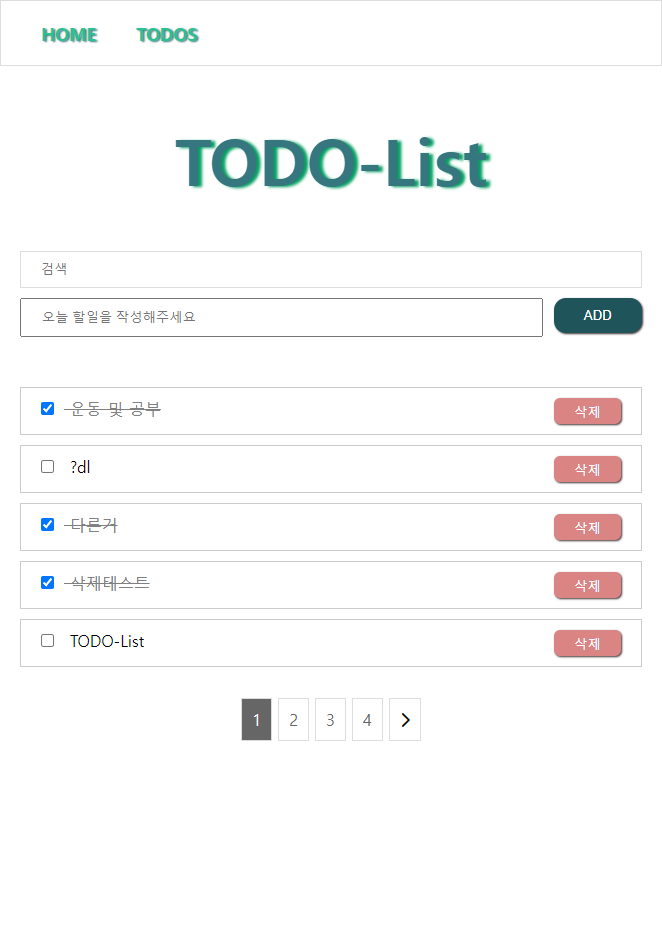 HOME TODOS
TODO-List
검색
오늘 할일을 작성해주세요 ADD
운동 및 공부 삭제
?dl 삭제
다른거 삭제
삭제테스트 삭제
TODO-List 삭제
1 2 3 4